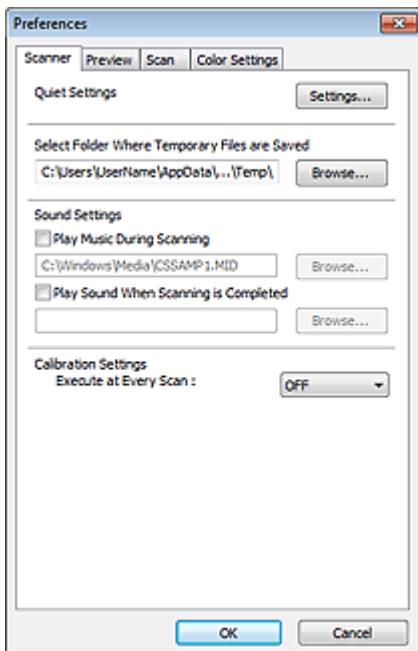 Preferences
Scanner Preview Scan Color Settings
Quiet Settings Settings...
Select Folder Where Temporary Files are Saved
C:\Users\UserName\AppData\,...\Temp\ Browse...
Sound Settings
Play Music During Scanning
C:\Windows\Media\CSSAMP1.MID Browse...
Play Sound When Scanning is Completed
Browse...
Calibration Settings
Execute at Every Scan : OFF
OK Cancel